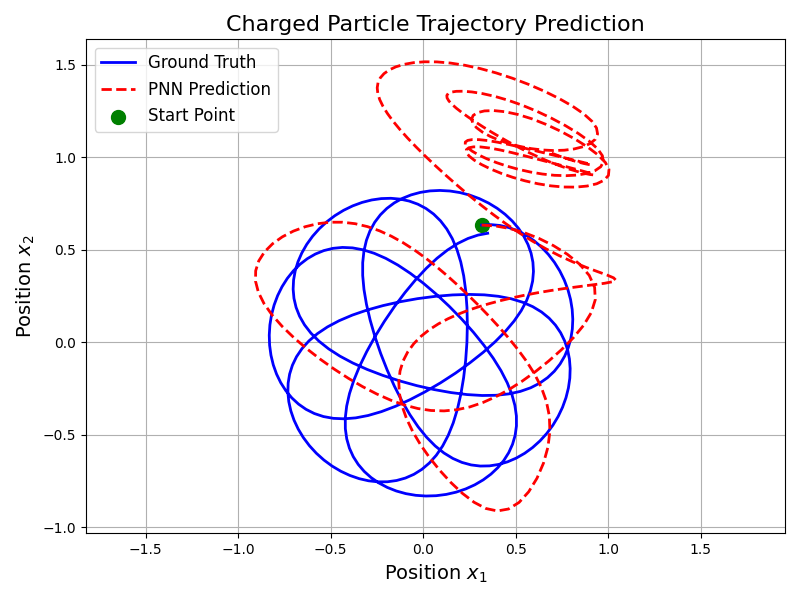 Charged Particle Trajectory Prediction
Ground Truth
PNN Prediction
Start Point
Position $x_2$
1.5
1.0
0.5
0.0
−0.5
−1.0
−1.5
−1.0
−0.5
0.0
0.5
1.0
1.5
Position $x_1$